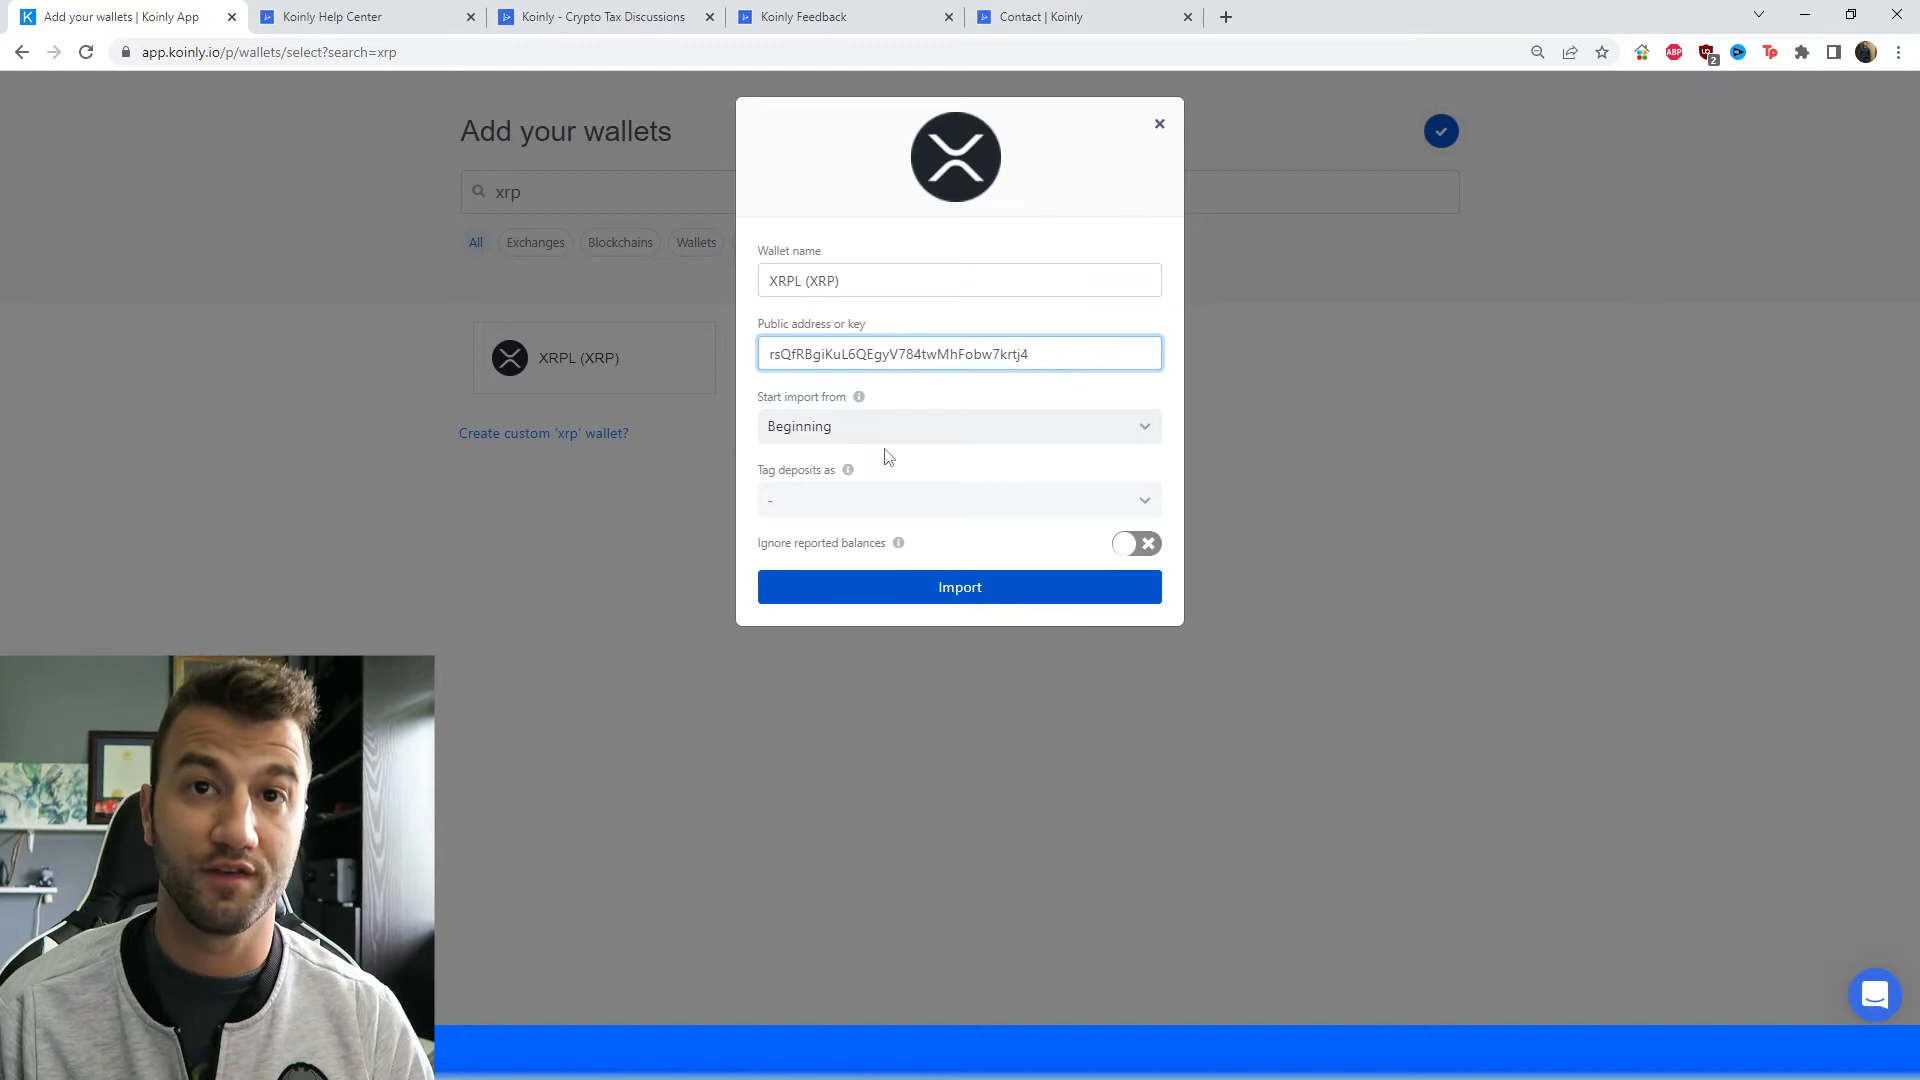 Add your wallets | Koinly App
Koinly Help Center
Koinly - Crypto Tax Discussions
Koinly Feedback
Contact | Koinly
app.koinly.io/p/wallets/select?search=xrp
ABP
2
Tp
Add your wallets
xrp
All
Exchanges
Blockchains
Wallets
XRPL (XRP)
Create custom 'xrp' wallet?
Wallet name
XRPL (XRP)
Public address or key
rsQfRBgiKuL6QEgyV784twMhFobw7krtj4
Start import from
Beginning
Tag deposits as
-
Ignore reported balances
Import